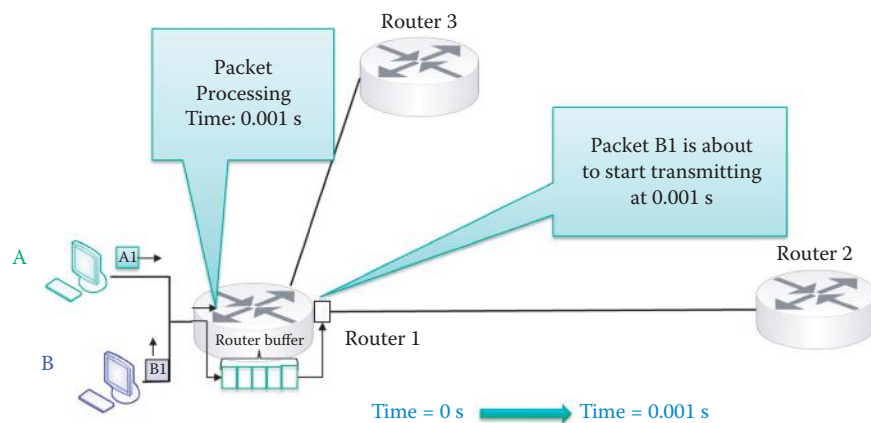 Router 3
Packet
Processing
Time: 0.001 s
Packet B1 is about
to start transmitting
at 0.001 s
A
A1
Router 2
B
B1
Router buffer
Router 1
Time = 0 s
Time = 0.001 s